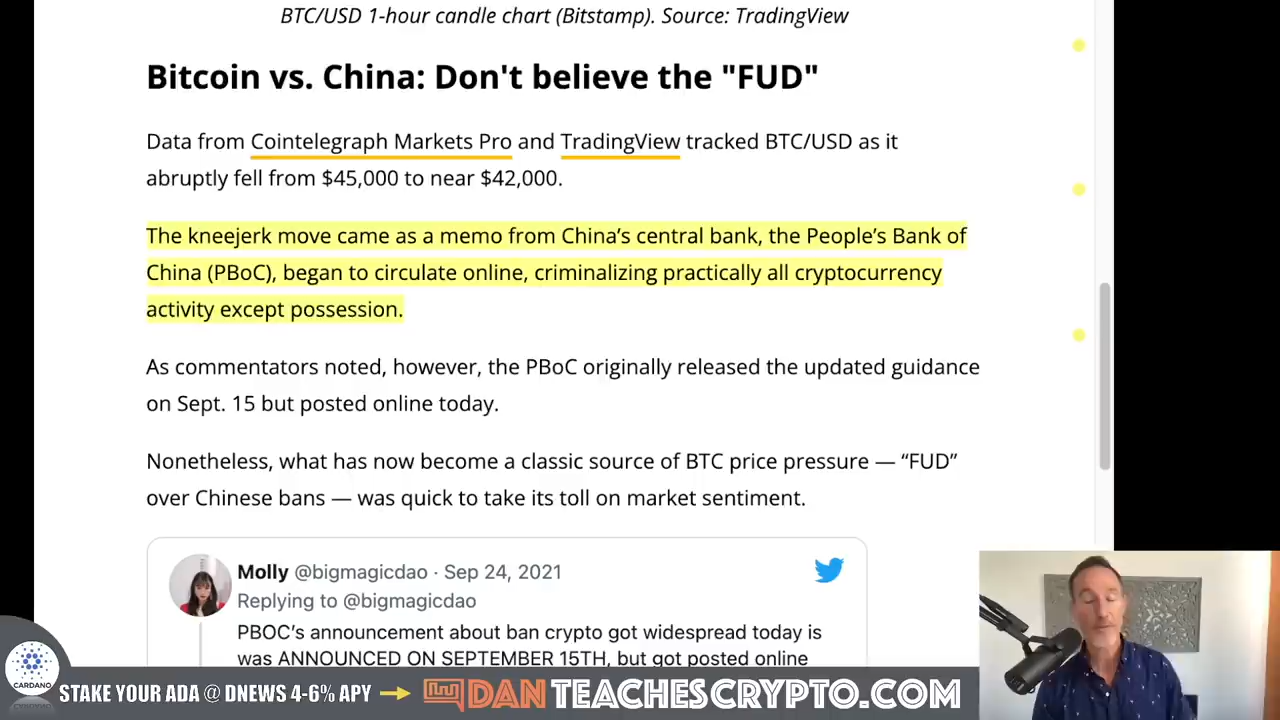 BTC/USD 1-hour candle chart (Bitstamp). Source: TradingView
Bitcoin vs. China: Don't believe the "FUD"
Data from Cointelegraph Markets Pro and TradingView tracked BTC/USD as it
abruptly fell from $45,000 to near $42,000.
The kneejerk move came as a memo from China’s central bank, the People’s Bank of
China (PBoC), began to circulate online, criminalizing practically all cryptocurrency
activity except possession.
As commentators noted, however, the PBoC originally released the updated guidance
on Sept. 15 but posted online today.
Nonetheless, what has now become a classic source of BTC price pressure — “FUD”
over Chinese bans — was quick to take its toll on market sentiment.
Molly @bigmagicdao · Sep 24, 2021
Replying to @bigmagicdao
PBOC’s announcement about ban crypto got widespread today is
was ANNOUNCED ON SEPTEMBER 15TH, but got posted online
CARDANO
STAKE YOUR ADA @ DNEWS 4-6% APY
DANTEACHESCRYPTO.COM